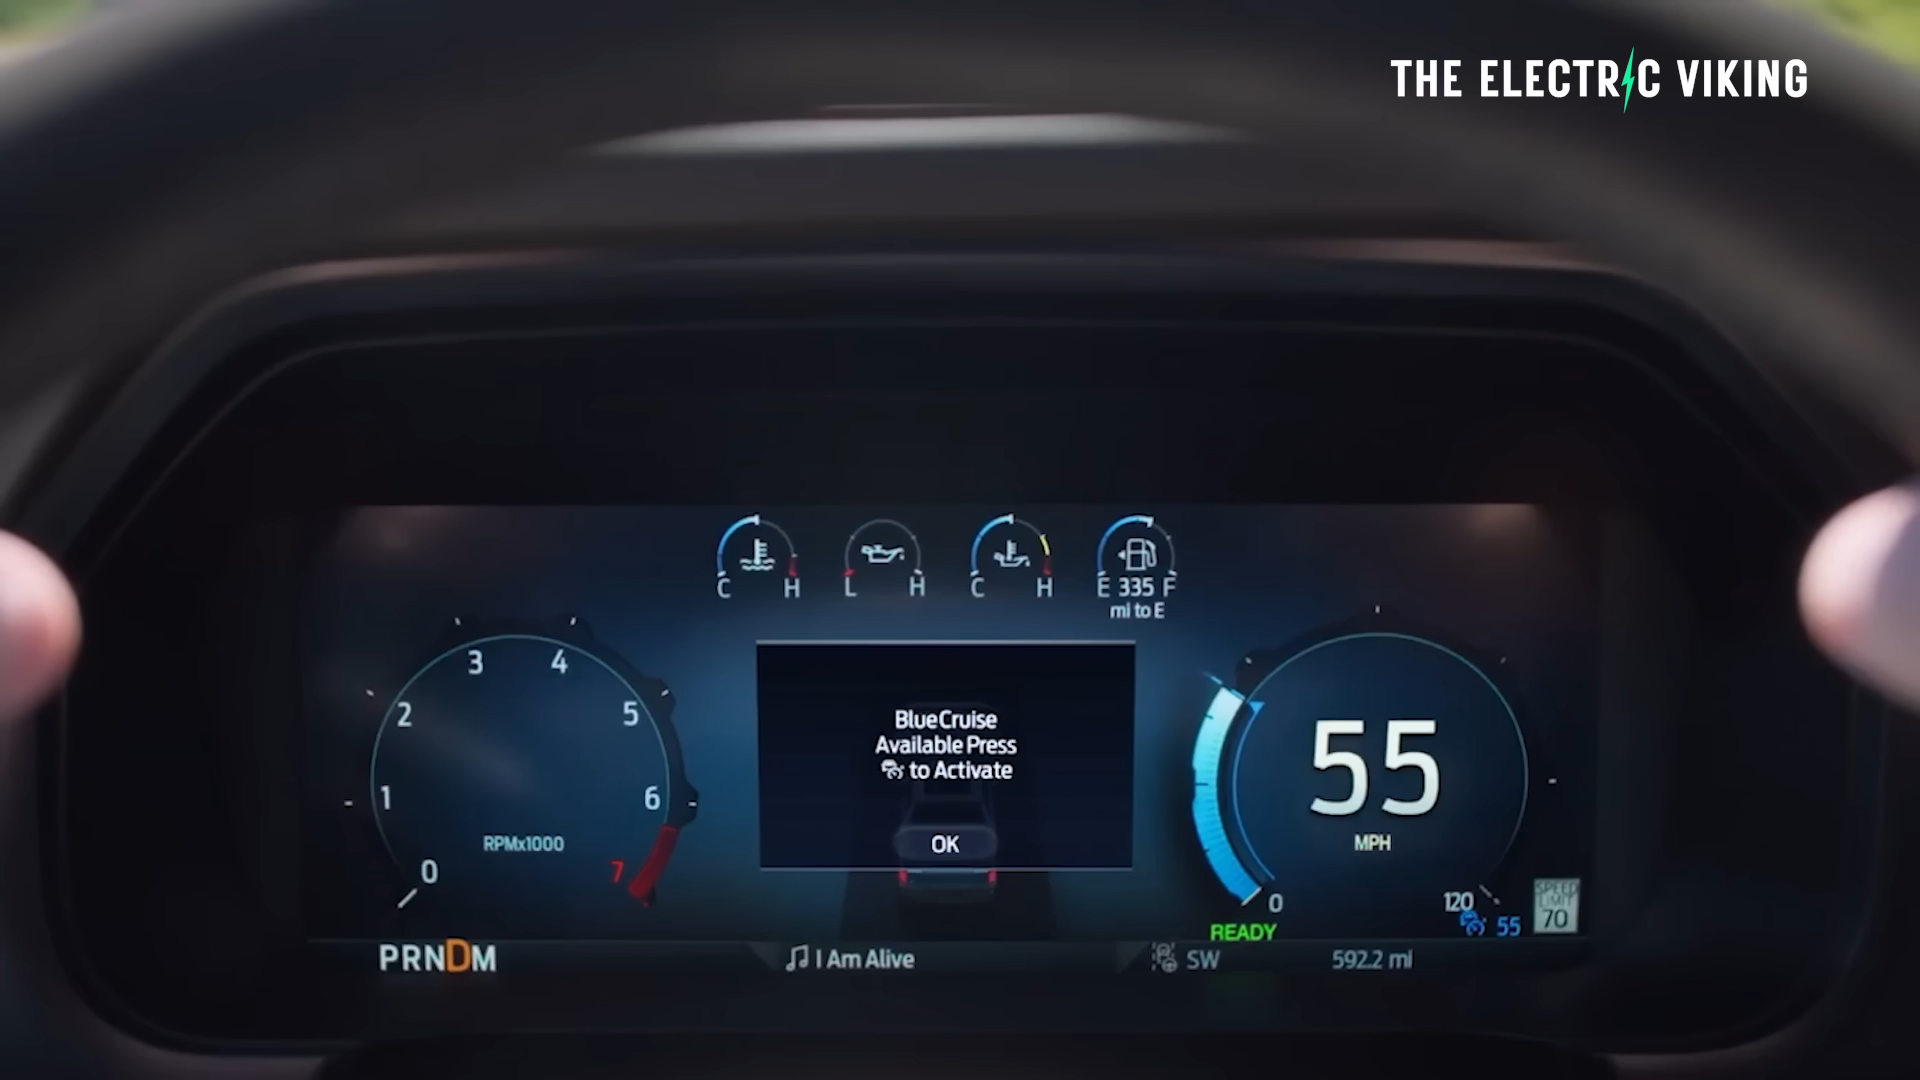 THE ELECTRIC VIKING
C H
L H
C H
E 335 F
mi to E
0
1
2
3
4
5
6
7
RPMx1000
BlueCruise
Available Press
to Activate
OK
55
MPH
0
120
55
SPEED
LIMIT
70
READY
PRNDM
I Am Alive
SW
592.2 mi